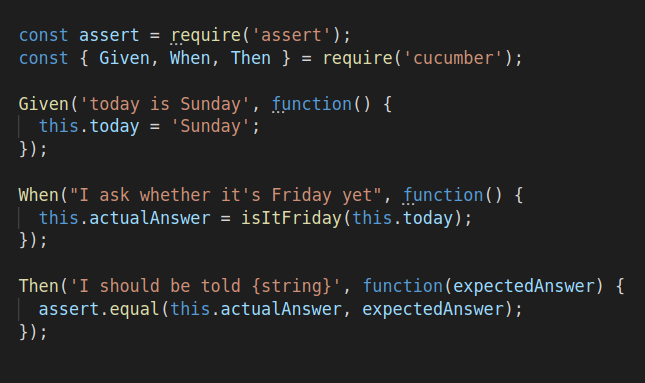 const assert = require('assert');
const { Given, When, Then } = require('cucumber');
Given('today is Sunday', function() {
this.today = 'Sunday';
});
When("I ask whether it's Friday yet", function() {
this.actualAnswer = isItFriday(this.today);
});
Then('I should be told {string}', function(expectedAnswer) {
assert.equal(this.actualAnswer, expectedAnswer);
});